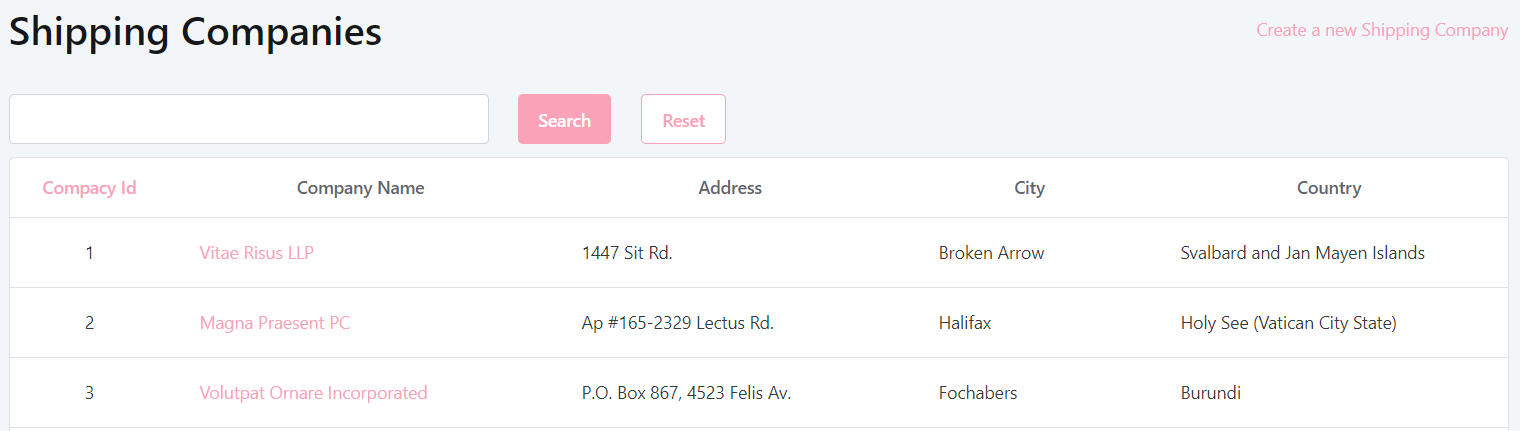 Shipping Companies
Create a new Shipping Company
Search Reset
Compacy Id Company Name Address City Country
1 Vitae Risus LLP 1447 Sit Rd. Broken Arrow Svalbard and Jan Mayen Islands
2 Magna Praesent PC Ap #165-2329 Lectus Rd. Halifax Holy See (Vatican City State)
3 Volutpat Ornare Incorporated P.O. Box 867, 4523 Felis Av. Fochabers Burundi